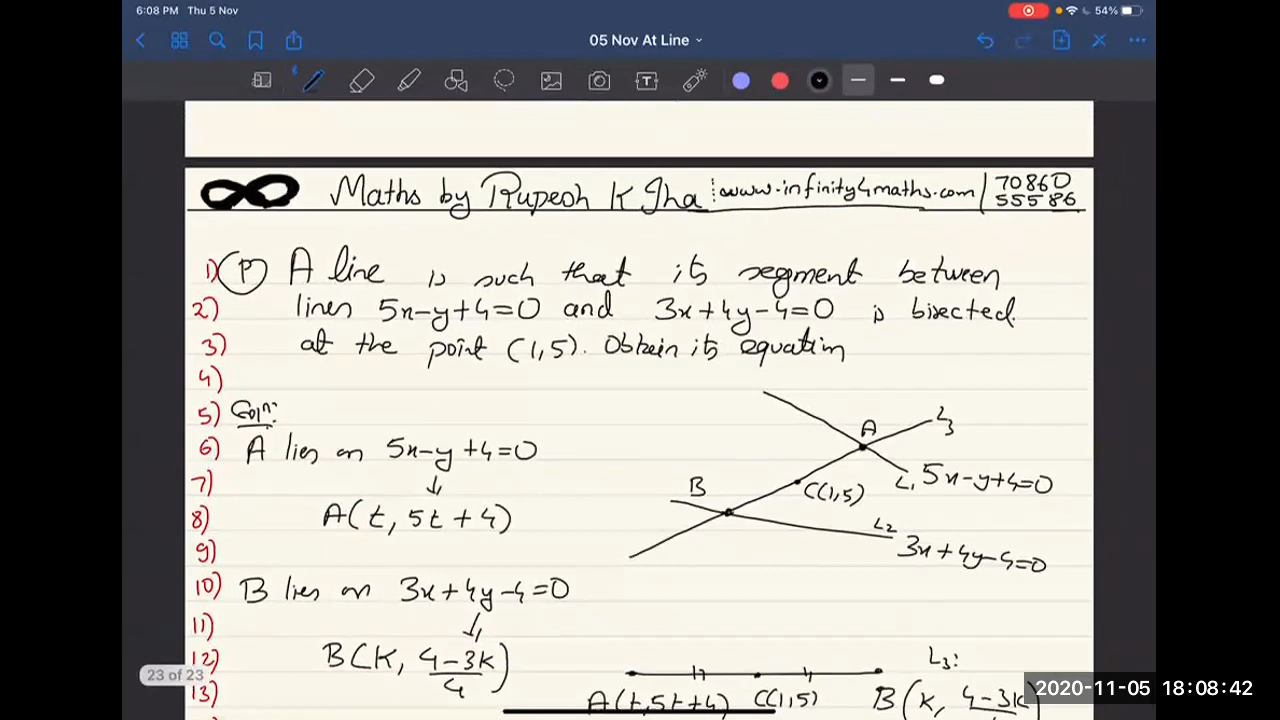 6:08 PM Thu 5 Nov
54%
05 Nov At Line
Maths by Rupesh K Jha www.infinity4maths.com / 70860 55586
1) (P) A line is such that its segment between
2) lines 5x-y+4=0 and 3x+4y-4=0 is bisected.
3) at the point (1,5). Obtain its equation
4)
5) Soln:
6) A lies on 5x-y+4=0
7)
8) A(t, 5t+4)
9)
10) B lies on 3x+4y-4=0
11)
12) B(K, (4-3k)/4)
13)
A
L3
B
C(1,5)
L1 5x-y+4=0
L2
3x+4y-4=0
L3:
A(t,5t+4) C(1,5) B(K, 4-3k
23 of 23
2020-11-05 18:08:42